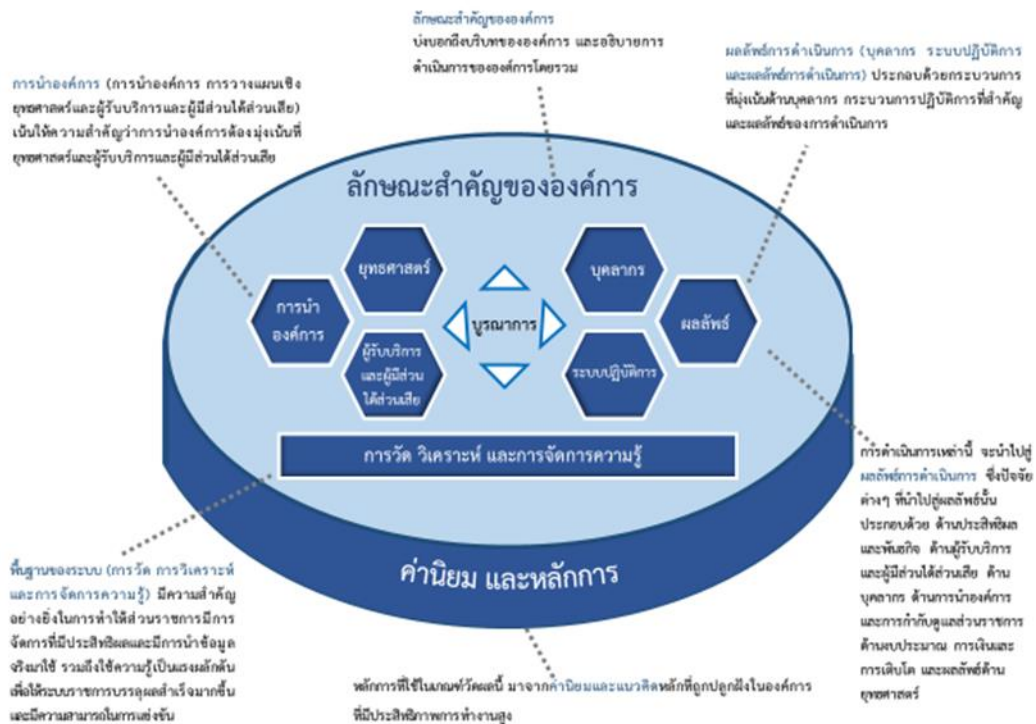 ลักษณะสำคัญขององค์การ
บ่งบอกถึงบริบทขององค์การ และอธิบายการ
ดำเนินการขององค์การโดยรวม
ผลลัพธ์การดำเนินการ (บุคลากร ระบบปฏิบัติการ
และผลลัพธ์การดำเนินการ) ประกอบด้วยกระบวนการ
ที่มุ่งเน้นด้านบุคลากร กระบวนการปฏิบัติการที่สำคัญ
และผลลัพธ์ของการดำเนินการ
การนำองค์การ (การนำองค์การ การวางแผนเชิง
ยุทธศาสตร์และผู้รับบริการและผู้มีส่วนได้ส่วนเสีย)
เน้นให้ความสำคัญว่าการนำองค์การต้องมุ่งเน้นที่
ยุทธศาสตร์และผู้รับบริการและผู้มีส่วนได้ส่วนเสีย
ลักษณะสำคัญขององค์การ
ยุทธศาสตร์
บุคลากร
การนำ
องค์การ
บูรณาการ
ผลลัพธ์
ผู้รับบริการ
และผู้มีส่วน
ได้ส่วนเสีย
ระบบปฏิบัติการ
การวัด วิเคราะห์ และการจัดการความรู้
ค่านิยม และหลักการ
การดำเนินการเหล่านี้ จะนำไปสู่
ผลลัพธ์การดำเนินการ ซึ่งปัจจัย
ต่างๆ ที่นำไปสู่ผลลัพธ์นั้น
ประกอบด้วย ด้านประสิทธิผล
และพันธกิจ ด้านผู้รับบริการ
และผู้มีส่วนได้ส่วนเสีย ด้าน
บุคลากร ด้านการนำองค์การ
และการกำกับดูแลส่วนราชการ
ด้านงบประมาณ การเงินและ
การเติบโต และผลลัพธ์ด้าน
ยุทธศาสตร์
พื้นฐานของระบบ (การวัด การวิเคราะห์
และการจัดการความรู้) มีความสำคัญ
อย่างยิ่งในการทำให้ส่วนราชการมีการ
จัดการที่มีประสิทธิผลและมีการนำข้อมูล
จริงมาใช้ รวมถึงใช้ความรู้เป็นแรงผลักดัน
เพื่อให้ระบบราชการบรรลุผลสำเร็จมากขึ้น
และมีความสามารถในการแข่งขัน
หลักการที่ใช้ในเกณฑ์วัดผลนี้ มาจากค่านิยมและแนวคิดหลักที่ถูกปลูกฝังในองค์การ
ที่มีประสิทธิภาพการทำงานสูง